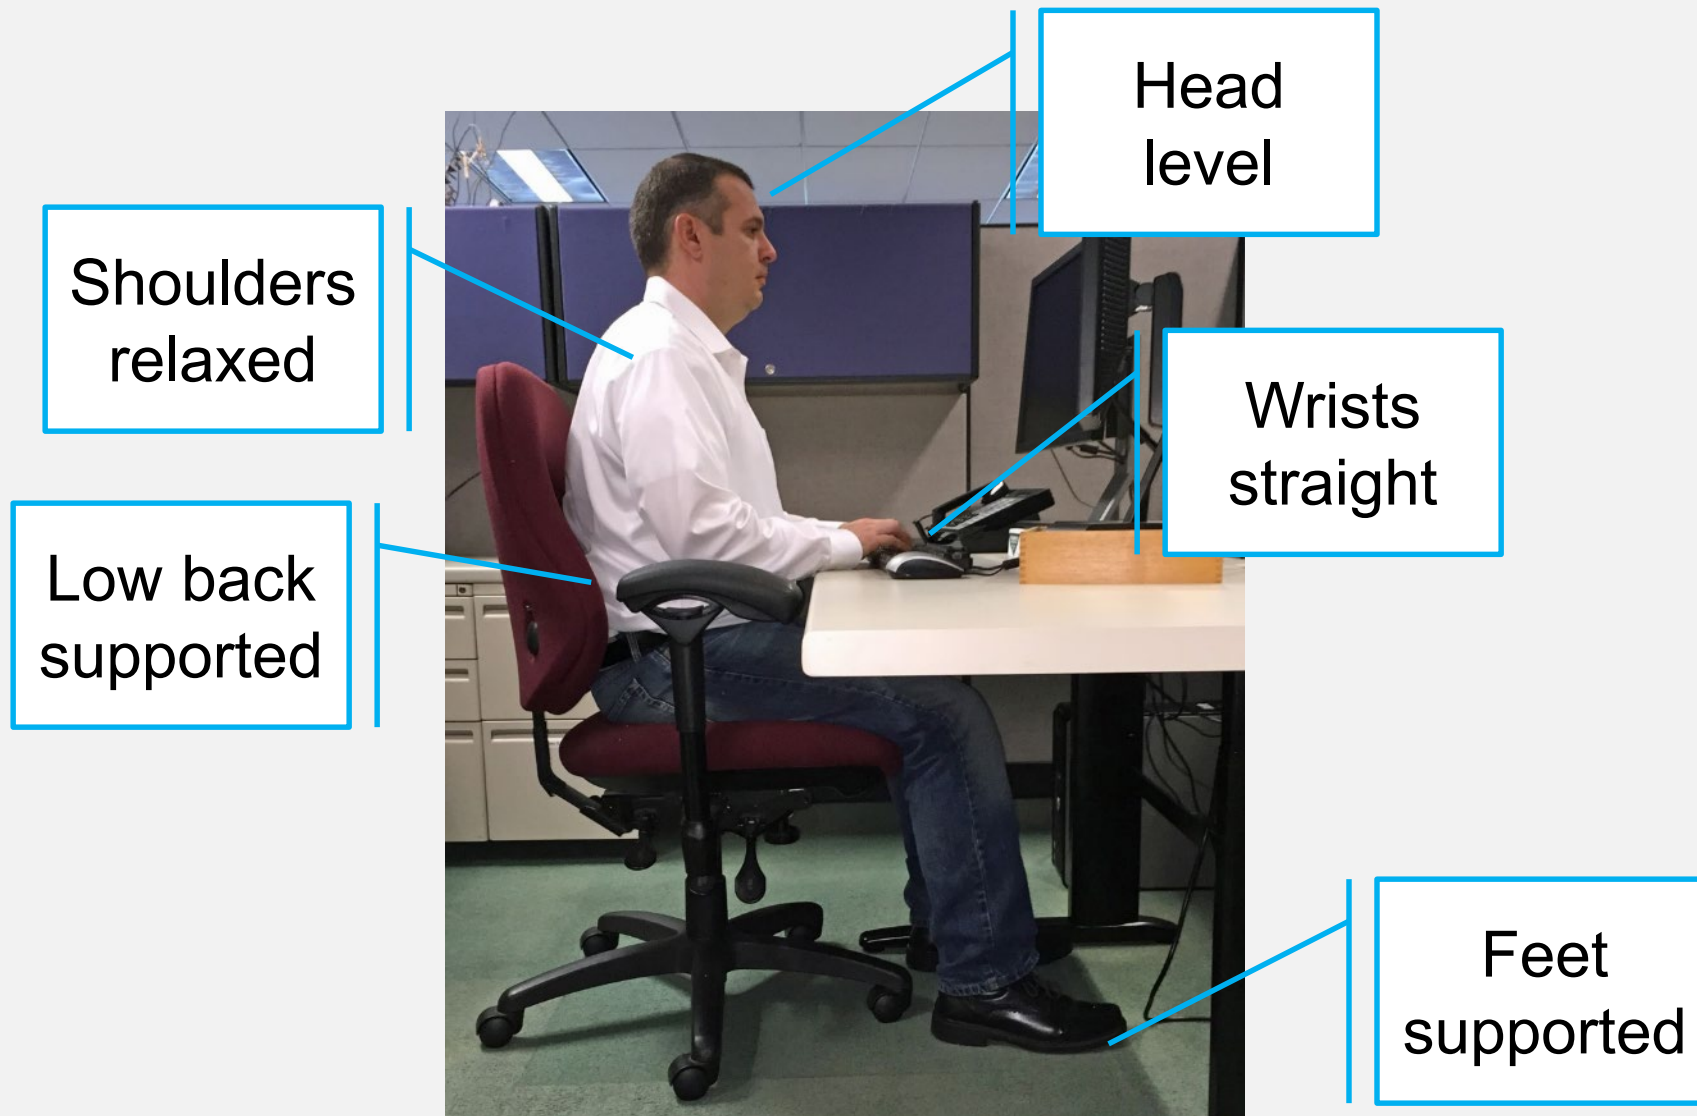 Head
level
Shoulders
relaxed
Wrists
straight
Low back
supported
Feet
supported